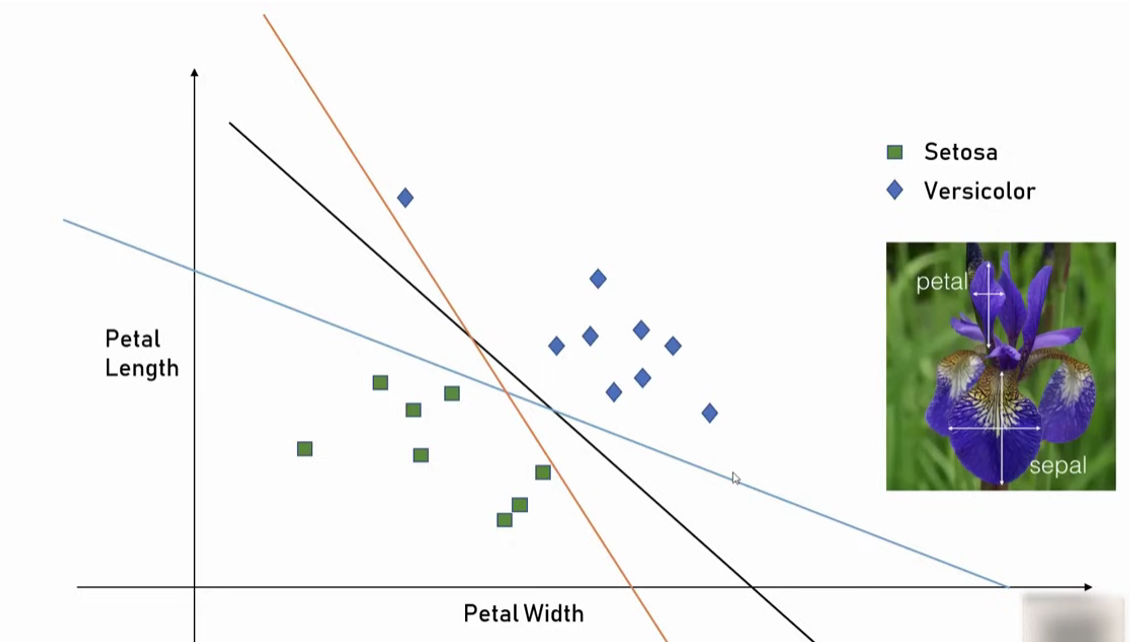 Setosa
Versicolor
petal
Petal
Length
sepal
Petal Width